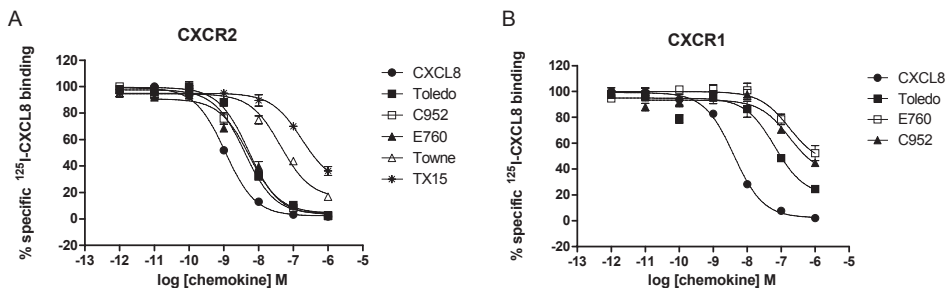 A
CXCR2
% specific ¹²⁵I-CXCL8 binding
120
100
80
60
40
20
0
-20
-13 -12 -11 -10 -9 -8 -7 -6 -5
log [chemokine] M
CXCL8
Toledo
C952
E760
Towne
TX15
B
CXCR1
% specific ¹²⁵I-CXCL8 binding
120
100
80
60
40
20
0
-20
-13 -12 -11 -10 -9 -8 -7 -6 -5
log [chemokine] M
CXCL8
Toledo
E760
C952